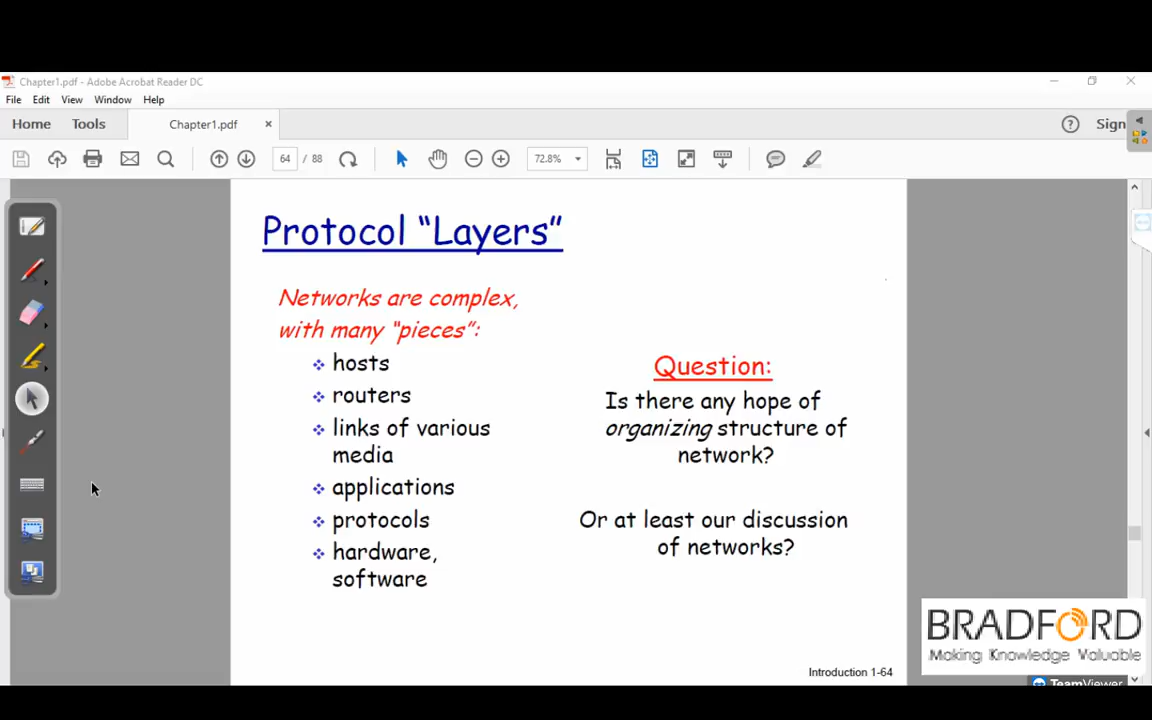 Chapter1.pdf - Adobe Acrobat Reader DC
File Edit View Window Help
Home Tools Chapter1.pdf × ? Sign
64 / 88 72.8%
Protocol “Layers”
Networks are complex,
with many “pieces”:
hosts
routers
links of various
media
applications
protocols
hardware,
software
Question:
Is there any hope of
organizing structure of
network?
Or at least our discussion
of networks?
BRADFORD
Making Knowledge Valuable
Introduction 1-64
TeamViewer